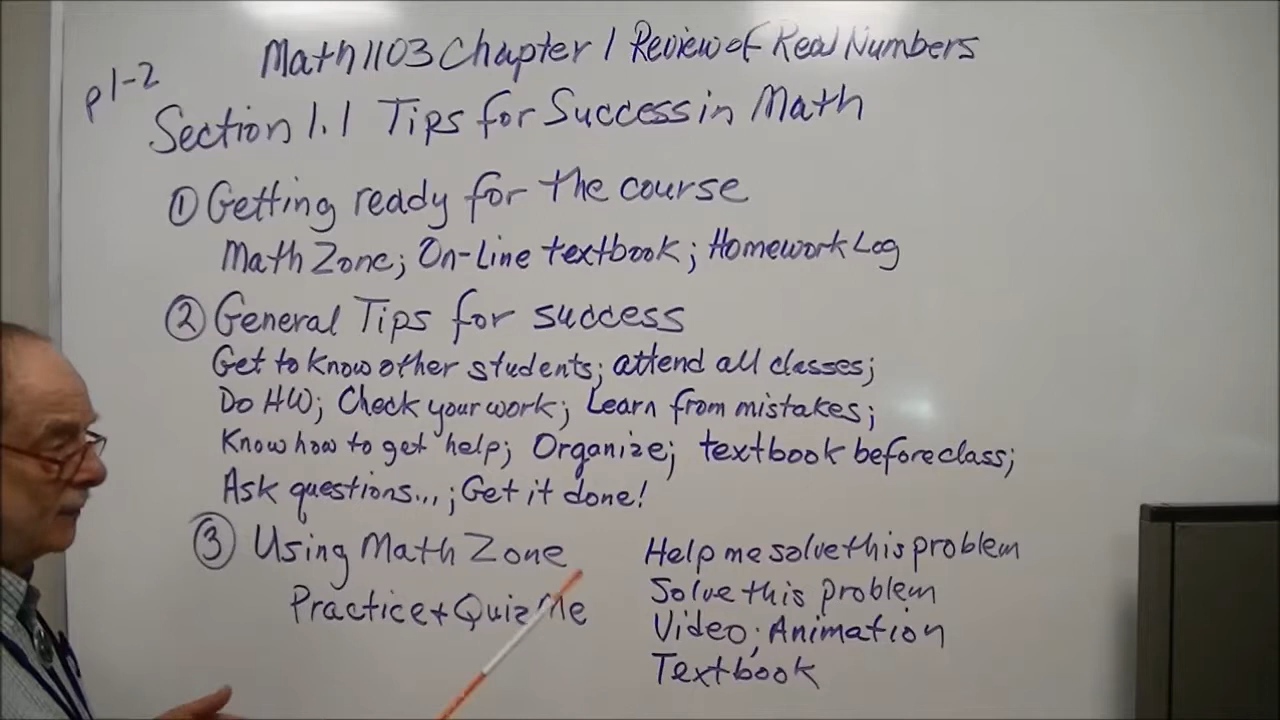 Math 1103 Chapter 1 Review of Real Numbers
p1-2
Section 1.1 Tips for Success in Math
① Getting ready for the course
Math Zone; On-Line textbook; Homework Log
② General Tips for success
Get to know other students; attend all classes;
Do HW; Check your work; Learn from mistakes;
Know how to get help; Organize; textbook before class;
Ask questions...; Get it done!
③ Using Math Zone
Practice + Quiz Me
Help me solve this problem
Solve this problem
Video; Animation
Textbook